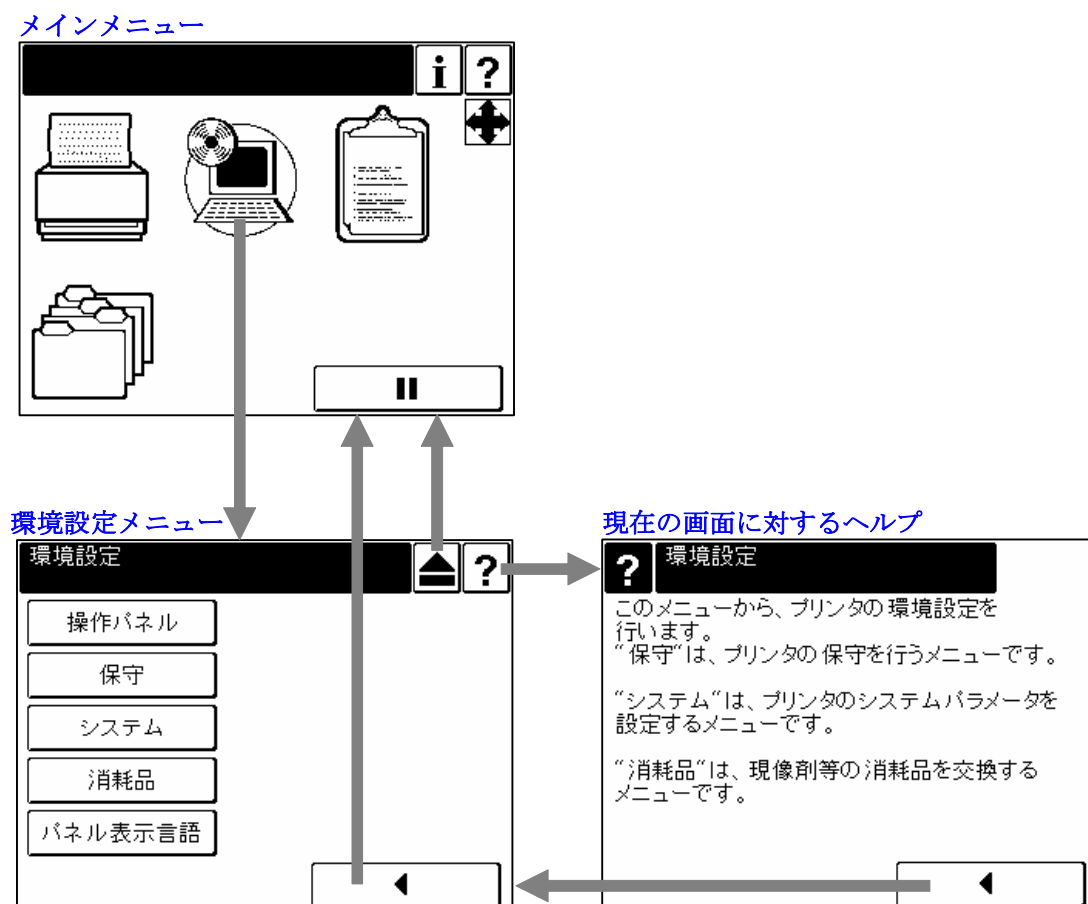 メインメニュー
i ?
環境設定メニュー
環境設定
?
操作パネル
保守
システム
消耗品
パネル表示言語
現在の画面に対するヘルプ
? 環境設定
このメニューから、プリンタの環境設定を
行います。
"保守"は、プリンタの保守を行うメニューです。
"システム"は、プリンタのシステムパラメータを
設定するメニューです。
"消耗品"は、現像剤等の消耗品を交換する
メニューです。